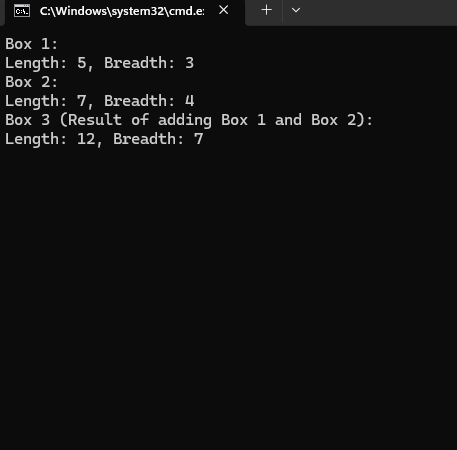 C:\Windows\system32\cmd.e
Box 1:
Length: 5, Breadth: 3
Box 2:
Length: 7, Breadth: 4
Box 3 (Result of adding Box 1 and Box 2):
Length: 12, Breadth: 7